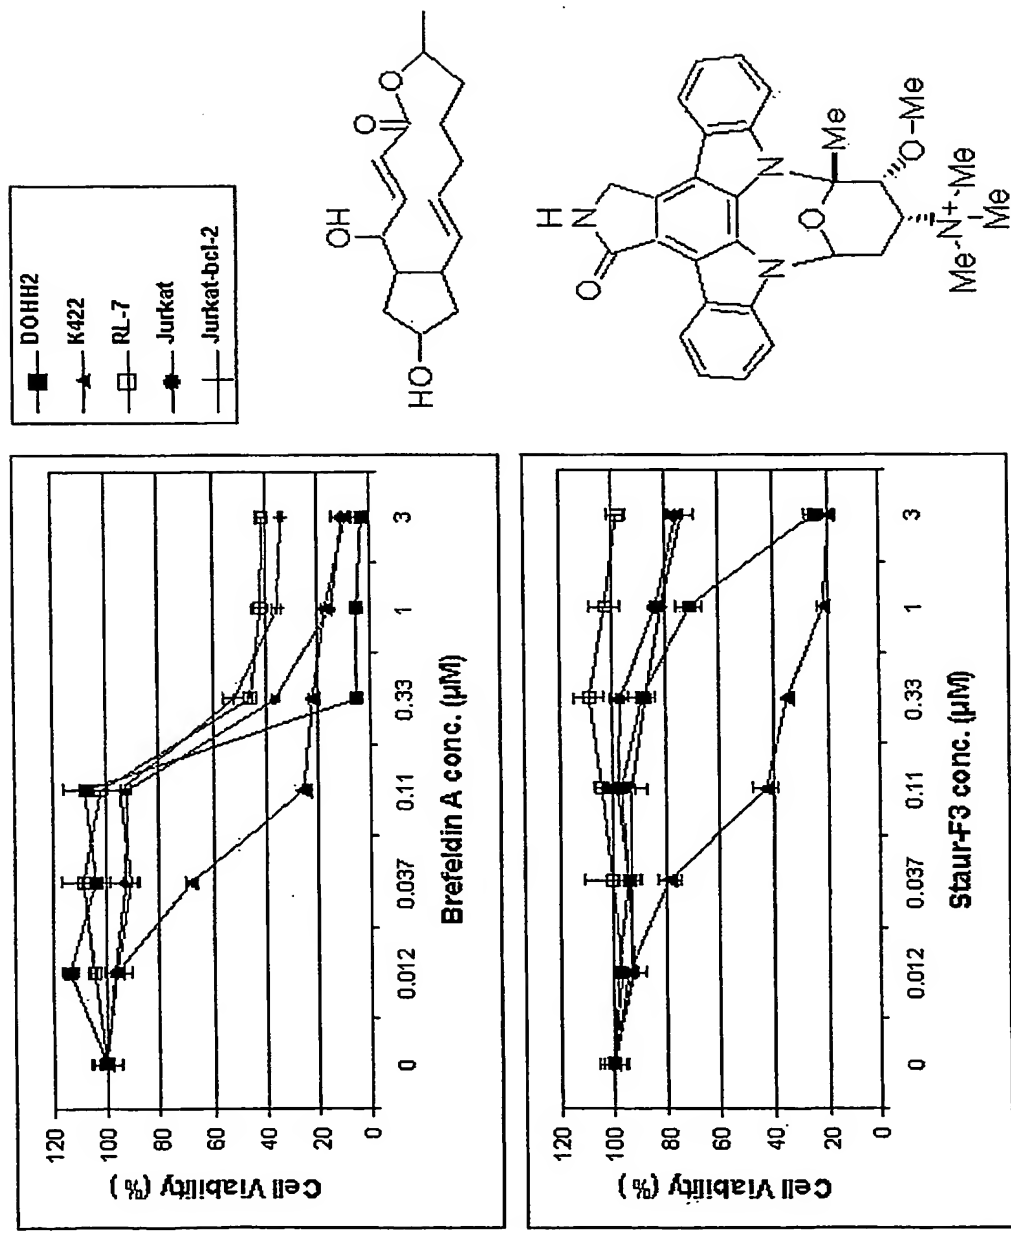 DOHH2
K422
RL-7
Jurkat
Jurkat-bcl-2
Cell Viability (%)
120
100
80
60
40
20
0
0
0.012
0.037
0.11
0.33
1
3
Brefeldin A conc. (µM)
HO
OH
O
O
Cell Viability (%)
120
100
80
60
40
20
0
0
0.012
0.037
0.11
0.33
1
3
Staur-F3 conc. (µM)
H
N
O
N
N
O
Me
O-Me
Me-N+-Me
Me